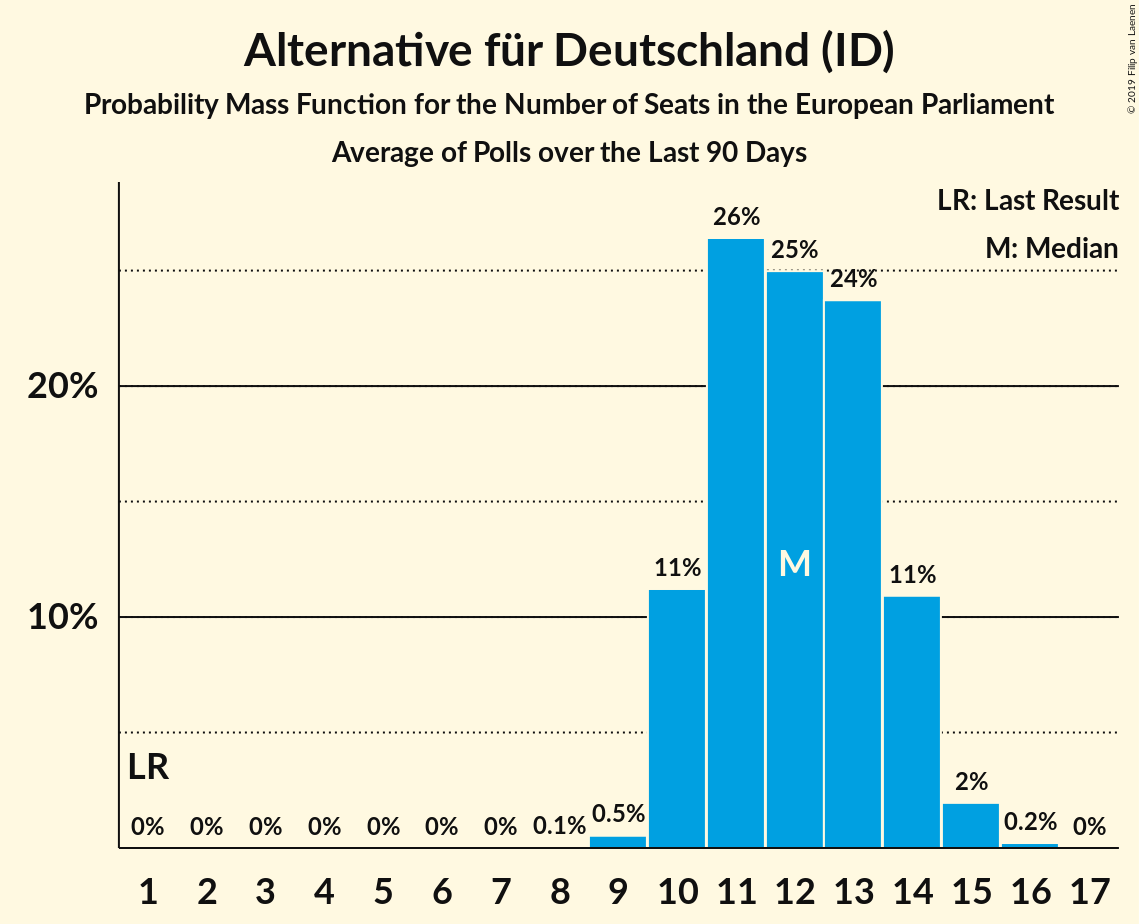 Alternative für Deutschland (ID)
Probability Mass Function for the Number of Seats in the European Parliament
Average of Polls over the Last 90 Days
© 2019 Filip van Laenen
LR: Last Result
M: Median
26%
25%
24%
20%
11%
11%
M
10%
LR
2%
0% 0% 0% 0% 0% 0% 0% 0.1% 0.5% 0.2% 0%
1 2 3 4 5 6 7 8 9 10 11 12 13 14 15 16 17